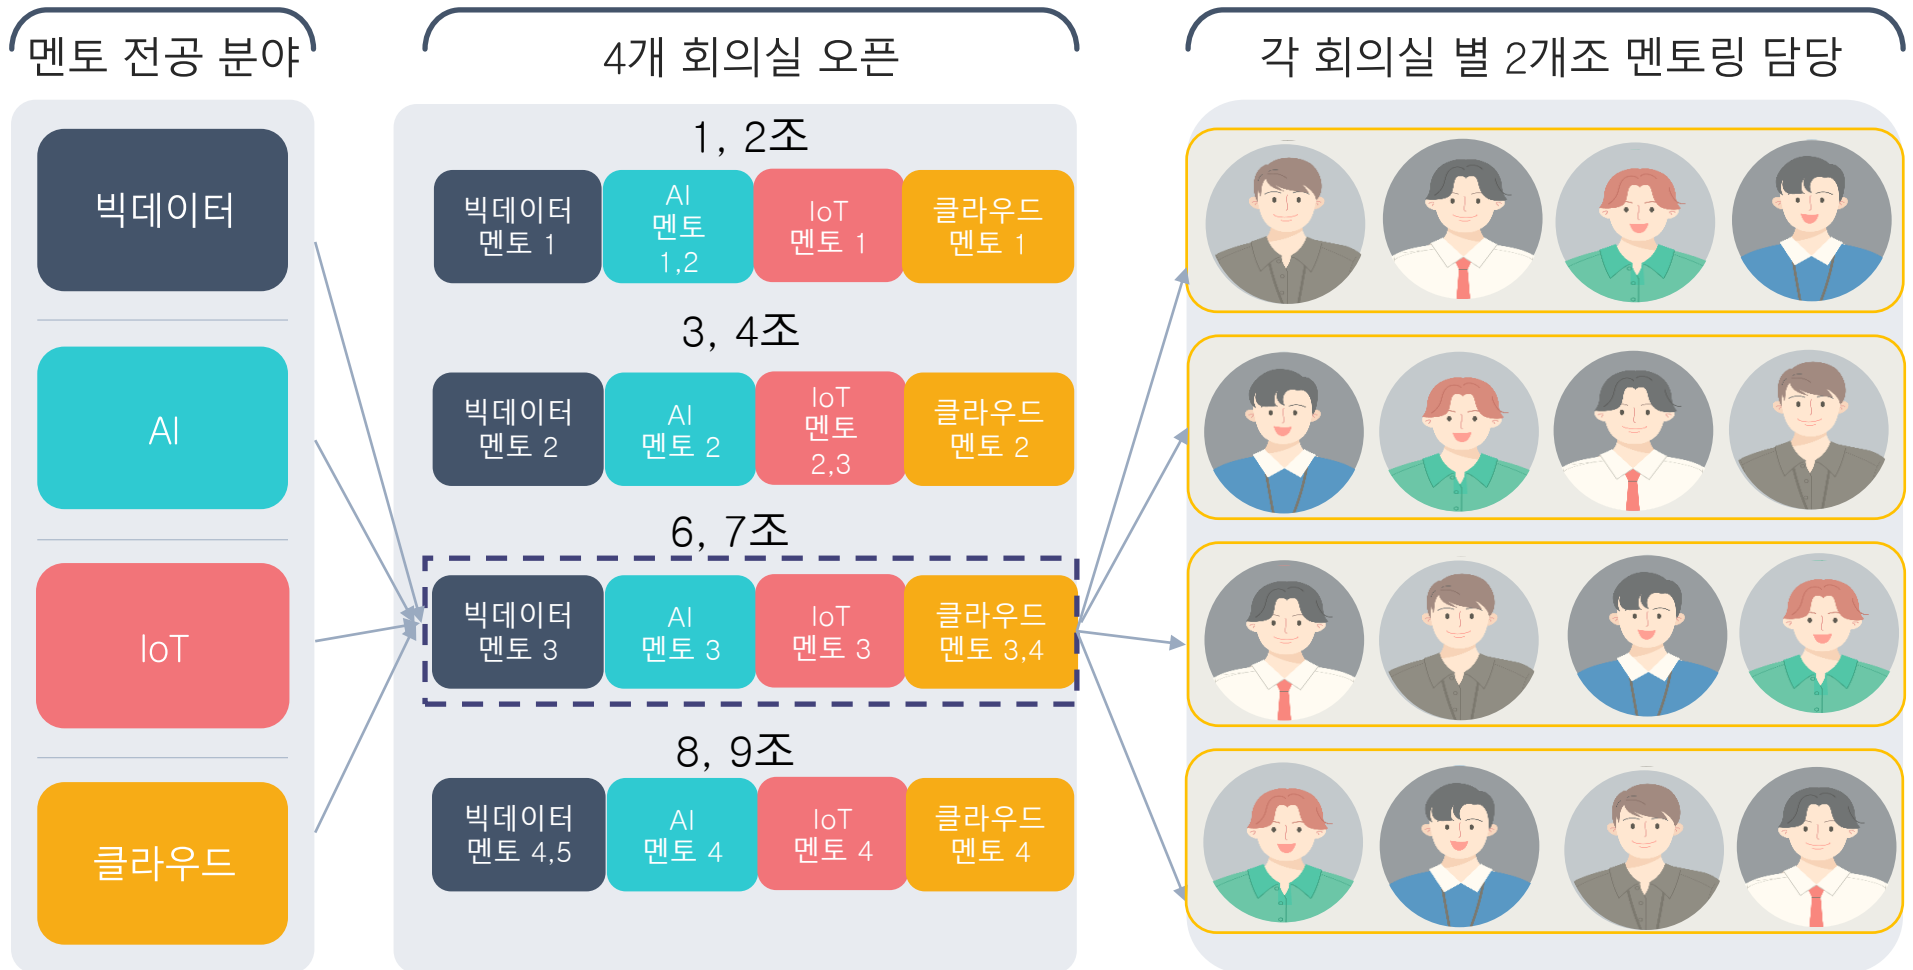 멘토 전공 분야
빅데이터
AI
IoT
클라우드
4개 회의실 오픈
1, 2조
빅데이터
멘토 1
AI
멘토
1,2
IoT
멘토 1
클라우드
멘토 1
3, 4조
빅데이터
멘토 2
AI
멘토 2
IoT
멘토
2,3
클라우드
멘토 2
6, 7조
빅데이터
멘토 3
AI
멘토 3
IoT
멘토 3
클라우드
멘토 3,4
8, 9조
빅데이터
멘토 4,5
AI
멘토 4
IoT
멘토 4
클라우드
멘토 4
각 회의실 별 2개조 멘토링 담당